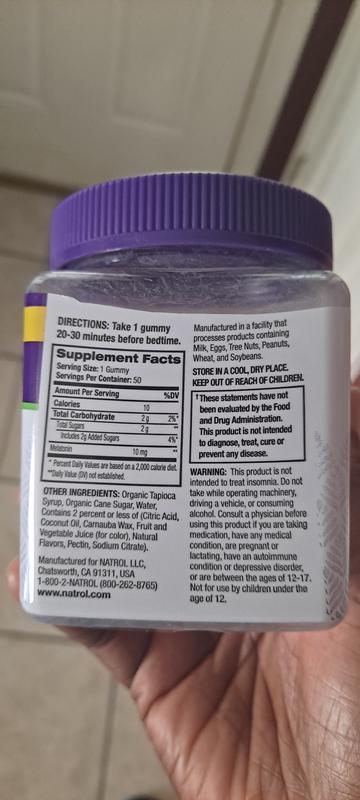 DIRECTIONS: Take 1 gummy
20-30 minutes before bedtime.
Supplement Facts
Serving Size: 1 Gummy
Servings Per Container: 50
Amount Per Serving %DV
Calories 10
Total Carbohydrate 2 g 2%*
Total Sugars 2 g **
Includes 2g Added Sugars 4%*
Melatonin 10 mg **
* Percent Daily Values are based on a 2,000 calorie diet.
**Daily Value (DV) not established.
OTHER INGREDIENTS: Organic Tapioca
Syrup, Organic Cane Sugar, Water,
Contains 2 percent or less of (Citric Acid,
Coconut Oil, Carnauba Wax, Fruit and
Vegetable Juice (for color), Natural
Flavors, Pectin, Sodium Citrate).
Manufactured for NATROL LLC,
Chatsworth, CA 91311, USA
1-800-2-NATROL (800-262-8765)
www.natrol.com
Manufactured in a facility that
processes products containing
Milk, Eggs, Tree Nuts, Peanuts,
Wheat, and Soybeans.
STORE IN A COOL, DRY PLACE.
KEEP OUT OF REACH OF CHILDREN.
† These statements have not
been evaluated by the Food
and Drug Administration.
This product is not intended
to diagnose, treat, cure or
prevent any disease.
WARNING: This product is not
intended to treat insomnia. Do not
take while operating machinery,
driving a vehicle, or consuming
alcohol. Consult a physician before
using this product if you are taking
medication, have any medical
condition, are pregnant or
lactating, have an autoimmune
condition or depressive disorder,
or are between the ages of 12-17.
Not for use by children under the
age of 12.